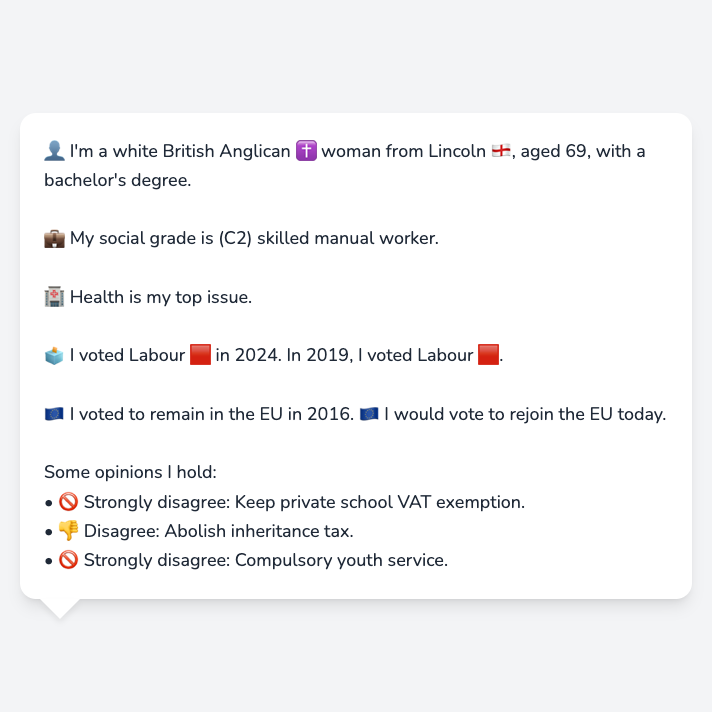 👤 I'm a white British Anglican ✝️ woman from Lincoln 🏴󠁧󠁢󠁥󠁮󠁧󠁿, aged 69, with a
bachelor's degree.
💼 My social grade is (C2) skilled manual worker.
🏥 Health is my top issue.
🗳️ I voted Labour 🟥 in 2024. In 2019, I voted Labour 🟥.
🇪🇺 I voted to remain in the EU in 2016. 🇪🇺 I would vote to rejoin the EU today.
Some opinions I hold:
• 🚫 Strongly disagree: Keep private school VAT exemption.
• 👎 Disagree: Abolish inheritance tax.
• 🚫 Strongly disagree: Compulsory youth service.